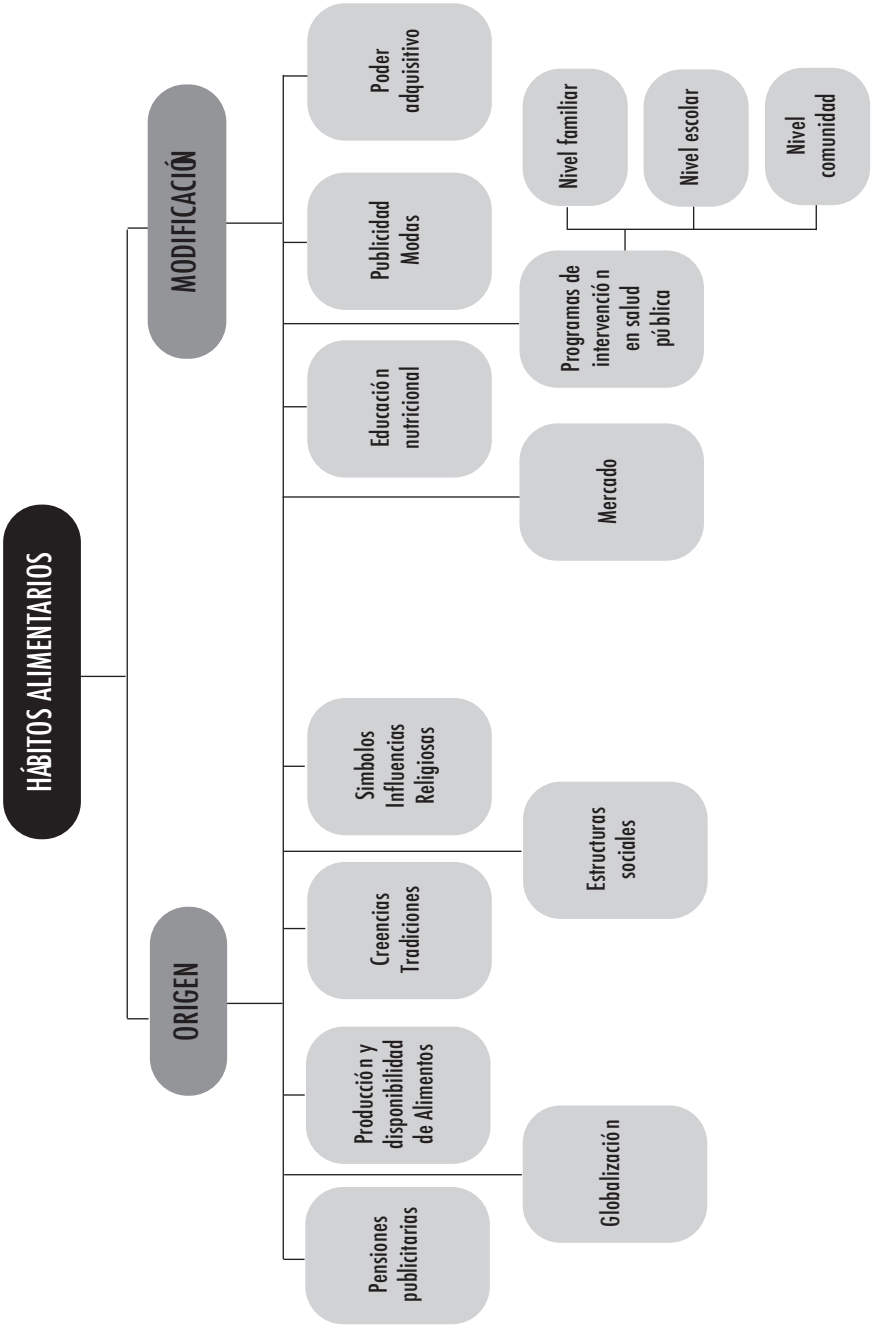 HÁBITOS ALIMENTARIOS
ORIGEN
MODIFICACIÓN
Pensiones
publicitarias
Producción y
disponibilidad
de Alimentos
Creencias
Tradiciones
Simbolos
Influencias
Religiosas
Educación
nutricional
Publicidad
Modas
Poder
adquisitivo
Globalización
Estructuras
sociales
Mercado
Programas de
intervención
en salud
pública
Nivel familiar
Nivel escolar
Nivel
comunidad